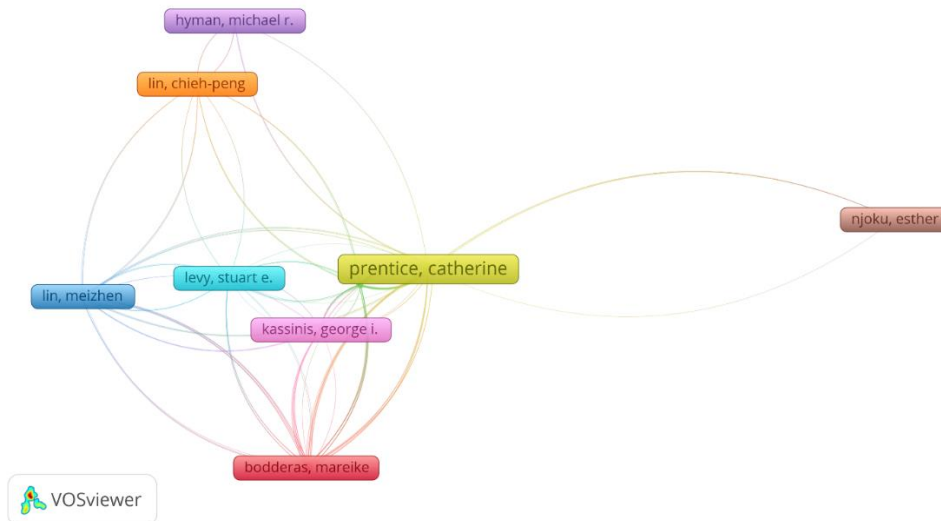 hyman, michael r.
lin, chieh-peng
njoku, esther
prentice, catherine
levy, stuart e.
lin, meizhen
kassinis, george i.
bodderas, mareike
VOSviewer